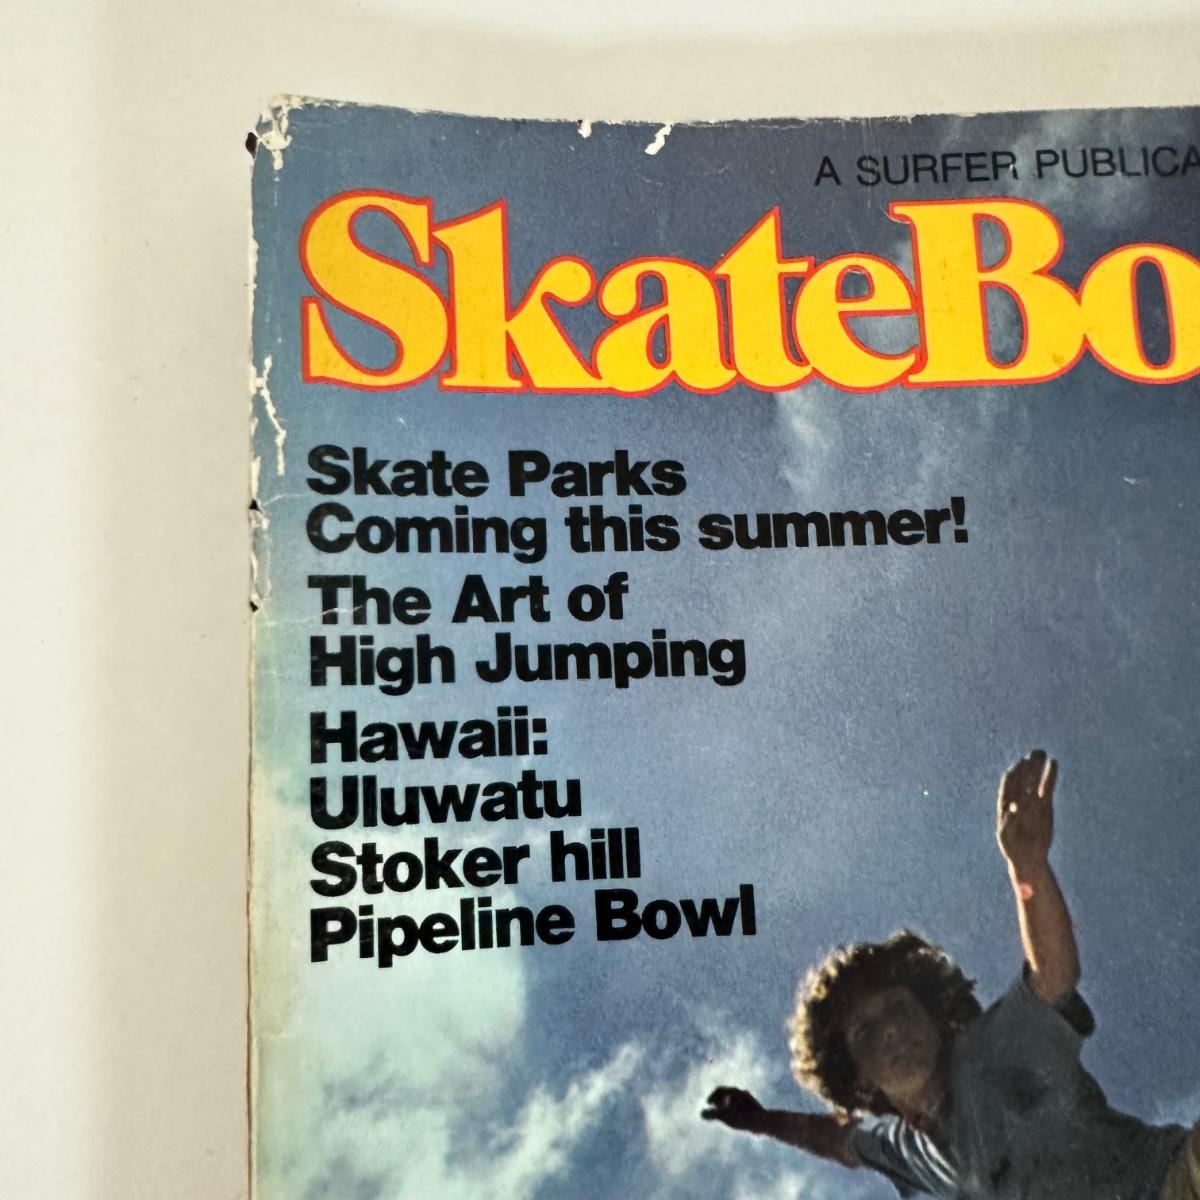 A SURFER PUBLICA
SkateBo
Skate Parks
Coming this summer!
The Art of
High Jumping
Hawaii:
Uluwatu
Stoker hill
Pipeline Bowl